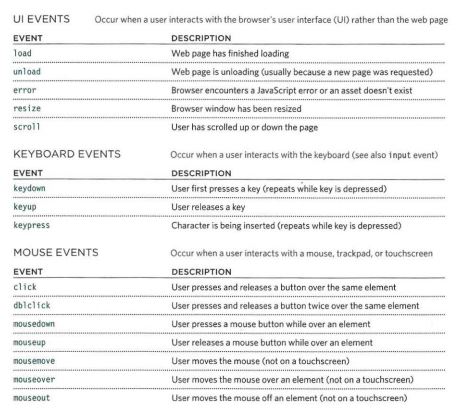 UI EVENTS Occur when a user interacts with the browser's user interface (UI) rather than the web page
EVENT DESCRIPTION
load Web page has finished loading
unload Web page is unloading (usually because a new page was requested)
error Browser encounters a JavaScript error or an asset doesn't exist
resize Browser window has been resized
scroll User has scrolled up or down the page
KEYBOARD EVENTS Occur when a user interacts with the keyboard (see also input event)
EVENT DESCRIPTION
keydown User first presses a key (repeats while key is depressed)
keyup User releases a key
keypress Character is being inserted (repeats while key is depressed)
MOUSE EVENTS Occur when a user interacts with a mouse, trackpad, or touchscreen
EVENT DESCRIPTION
click User presses and releases a button over the same element
dblclick User presses and releases a button twice over the same element
mousedown User presses a mouse button while over an element
mouseup User releases a mouse button while over an element
mousemove User moves the mouse (not on a touchscreen)
mouseover User moves the mouse over an element (not on a touchscreen)
mouseout User moves the mouse off an element (not on a touchscreen)